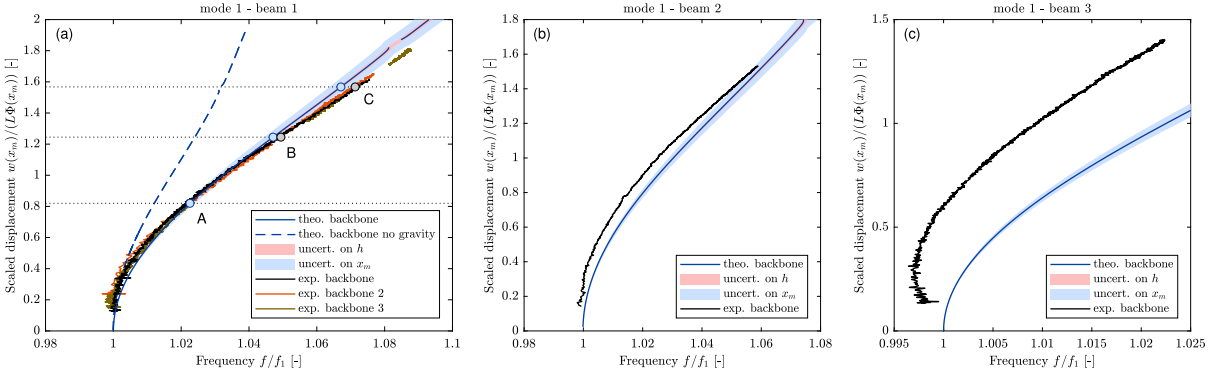 mode 1 - beam 1
(a)
Scaled displacement w(x_m)/(LΦ(x_m)) [-]
2
1.8
1.6
1.4
1.2
1
0.8
0.6
0.4
0.2
0
A
B
C
theo. backbone
theo. backbone no gravity
uncert. on h
uncert. on x_m
exp. backbone
exp. backbone 2
exp. backbone 3
0.98 1 1.02 1.04 1.06 1.08 1.1
Frequency f/f_1 [-]
mode 1 - beam 2
(b)
Scaled displacement w(x_m)/(LΦ(x_m)) [-]
1.8
1.6
1.4
1.2
1
0.8
0.6
0.4
0.2
0
theo. backbone
uncert. on h
uncert. on x_m
exp. backbone
0.98 1 1.02 1.04 1.06 1.08
Frequency f/f_1 [-]
mode 1 - beam 3
(c)
Scaled displacement w(x_m)/(LΦ(x_m)) [-]
1.5
1
0.5
0
theo. backbone
uncert. on h
uncert. on x_m
exp. backbone
0.995 1 1.005 1.01 1.015 1.02 1.025
Frequency f/f_1 [-]